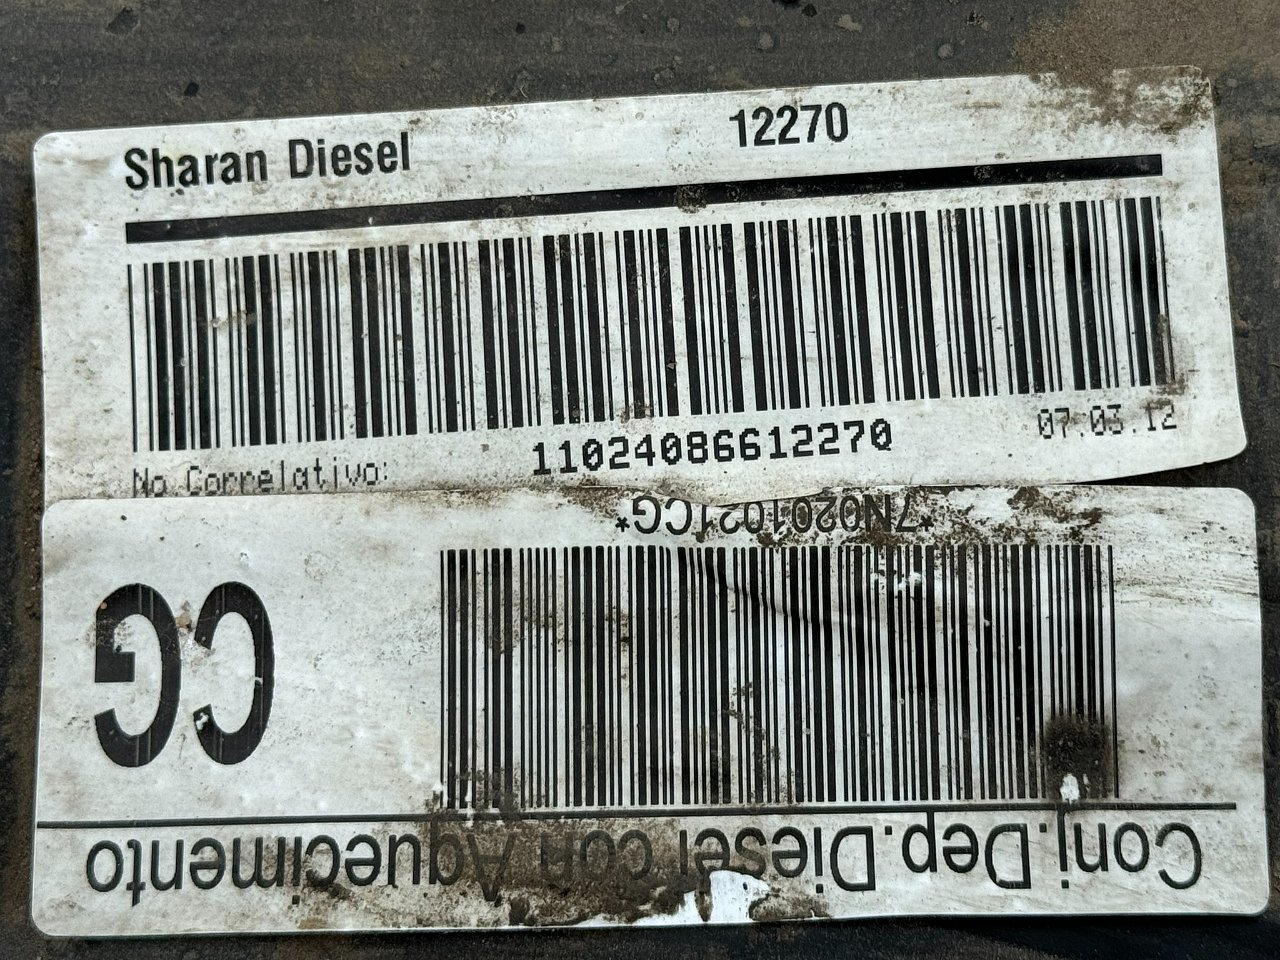 Sharan Diesel 12270
11024086612270 07.03.12
No Correlativo:
*7N0201021CG*
CG
Conj.Dep.Diesel con Aquecimento